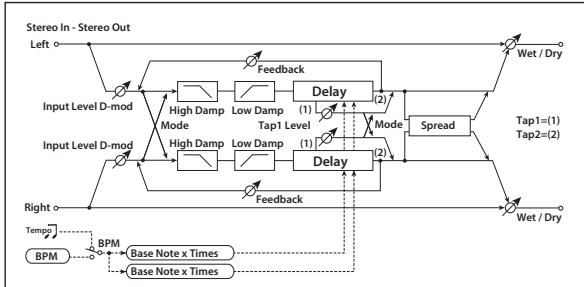 Stereo In - Stereo Out
Left
Wet / Dry
Feedback
Input Level D-mod
High Damp
Low Damp
Delay
(1)
(2)
Mode
Tap1 Level
Mode
Spread
Tap1=(1)
Tap2=(2)
Input Level D-mod
High Damp
Low Damp
(1)
Delay
(2)
Feedback
Right
Wet / Dry
Tempo
BPM
BPM
Base Note x Times
Base Note x Times